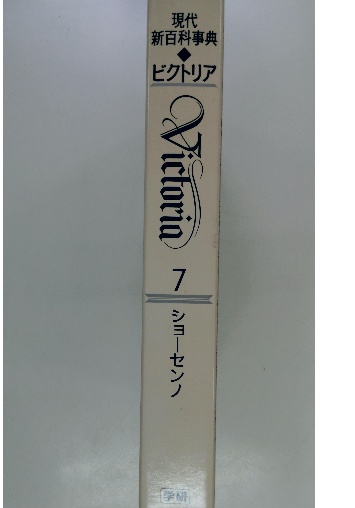 現代
新百科事典
◆
ビクトリア
Victoria
7
ショーセンノ
学研